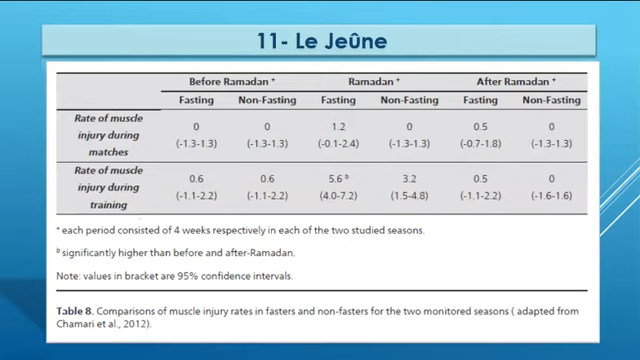 11- Le Jeûne
Before Ramadan * Ramadan * After Ramadan *
Fasting Non-Fasting Fasting Non-Fasting Fasting Non-Fasting
Rate of muscle injury during matches 0 (-1.3-1.3) 0 (-1.3-1.3) 1.2 (-0.1-2.4) 0 (-1.3-1.3) 0.5 (-0.7-1.8) 0 (-1.3-1.3)
Rate of muscle injury during training 0.6 (-1.1-2.2) 0.6 (-1.1-2.2) 5.6 b (4.0-7.2) 3.2 (1.5-4.8) 0.5 (-1.1-2.2) 0 (-1.6-1.6)
* each period consisted of 4 weeks respectively in each of the two studied seasons.
b significantly higher than before and after-Ramadan.
Note: values in bracket are 95% confidence intervals.
Table 8. Comparisons of muscle injury rates in fasters and non-fasters for the two monitored seasons ( adapted from
Chamari et al., 2012).